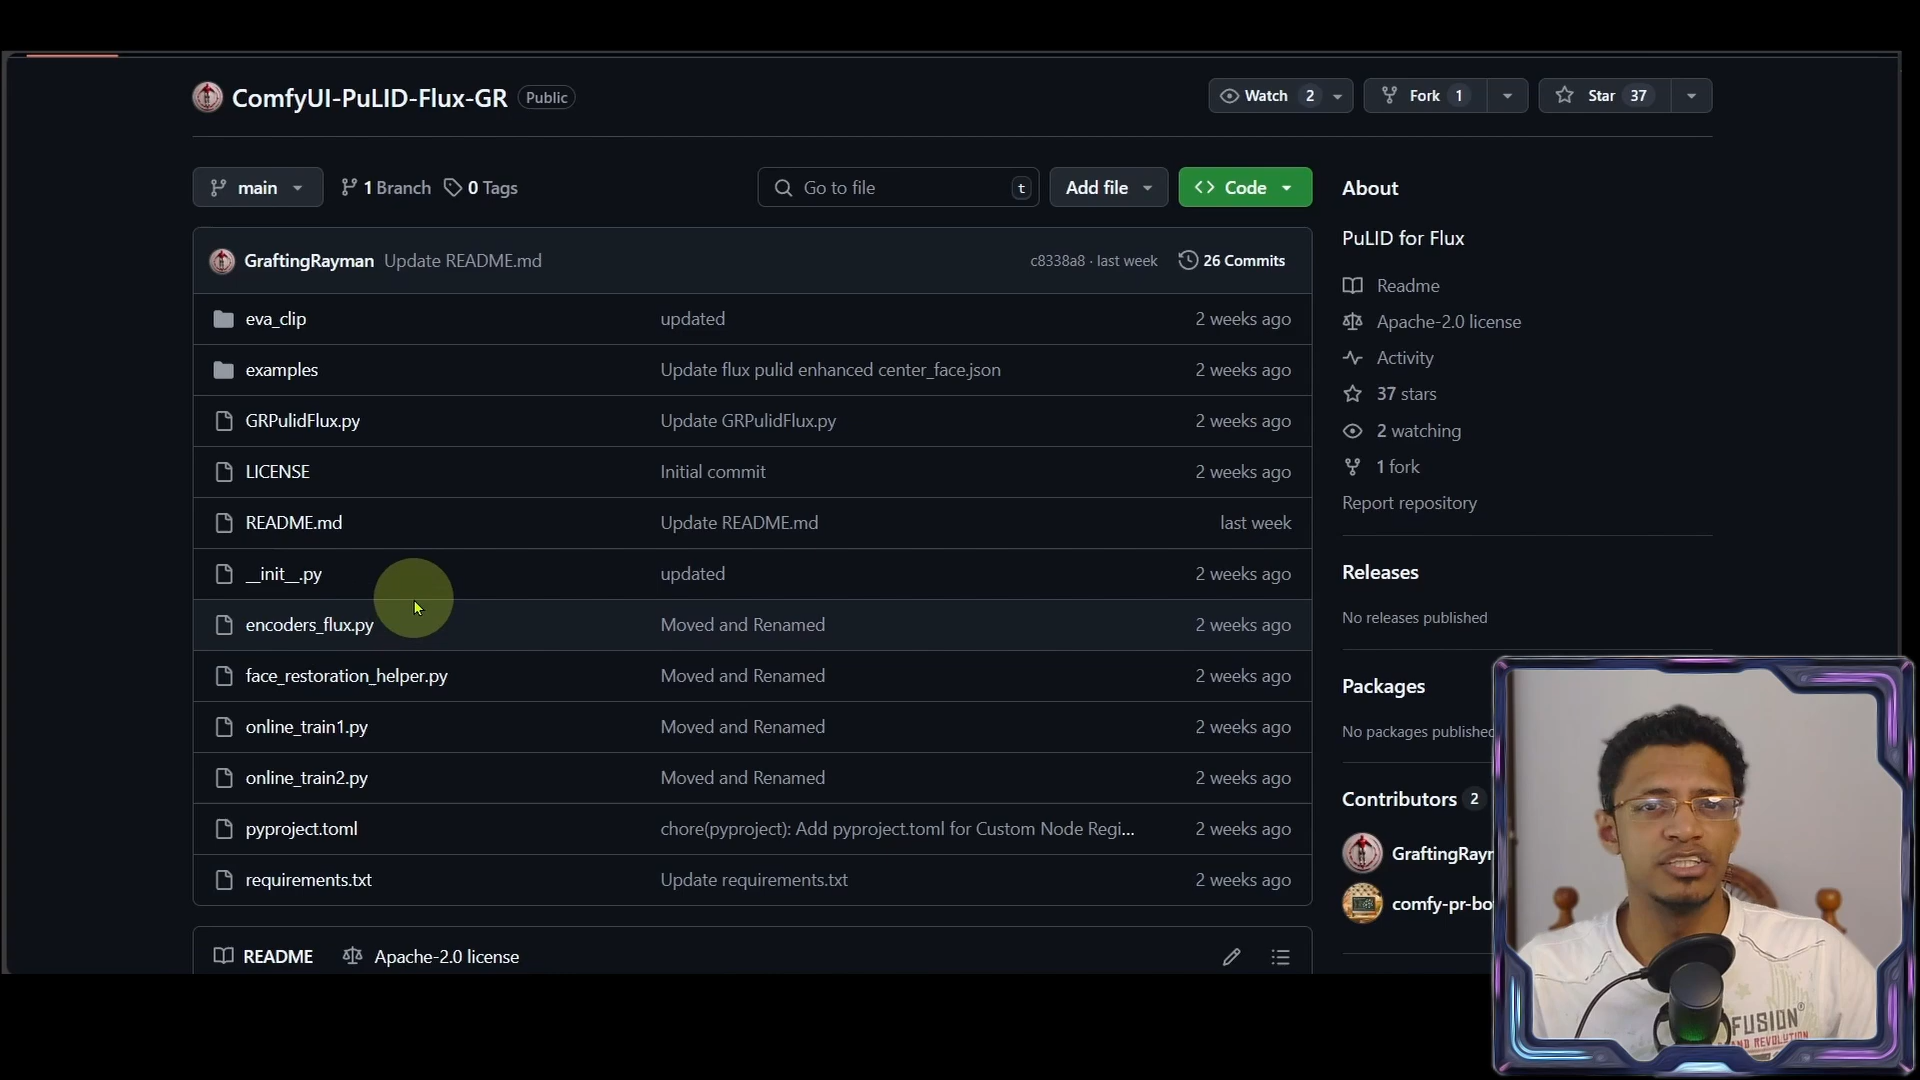 ComfyUI-PuLID-Flux-GR Public
Watch 2
Fork 1
Star 37
main
1 Branch
0 Tags
Go to file
t
Add file
Code
GraftingRayman Update README.md
c8338a8 · last week
26 Commits
eva_clip updated 2 weeks ago
examples Update flux pulid enhanced center_face.json 2 weeks ago
GRPulidFlux.py Update GRPulidFlux.py 2 weeks ago
LICENSE Initial commit 2 weeks ago
README.md Update README.md last week
__init__.py updated 2 weeks ago
encoders_flux.py Moved and Renamed 2 weeks ago
face_restoration_helper.py Moved and Renamed 2 weeks ago
online_train1.py Moved and Renamed 2 weeks ago
online_train2.py Moved and Renamed 2 weeks ago
pyproject.toml chore(pyproject): Add pyproject.toml for Custom Node Regi... 2 weeks ago
requirements.txt Update requirements.txt 2 weeks ago
README
Apache-2.0 license
About
PuLID for Flux
Readme
Apache-2.0 license
Activity
37 stars
2 watching
1 fork
Report repository
Releases
No releases published
Packages
No packages published
Contributors 2
GraftingRayr
comfy-pr-bo
FUSION
AND REVOLUTION